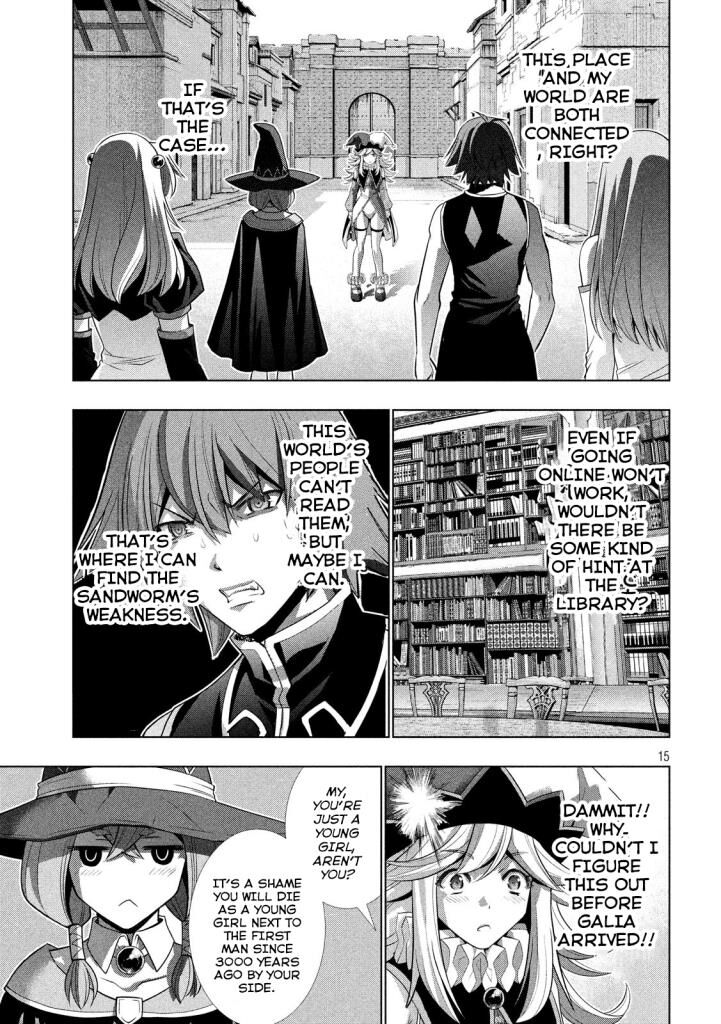 THIS PLACE
"AND MY
WORLD ARE
BOTH
CONNECTED
, RIGHT?
IF
THAT'S
THE
CASE...
EVEN IF
GOING
ONLINE WON'T
WORK,
WOULDN'T
THERE BE
SOME KIND
OF HINT AT
THE
LIBRARY?
THIS
WORLD'S
PEOPLE
CAN'T
READ
THEM,
BUT
MAYBE I
CAN.
THAT'S
WHERE I CAN
FIND THE
SANDWORM'S
WEAKNESS.
15
DAMMIT!!
WHY
COULDN'T I
FIGURE
THIS OUT
BEFORE
GALIA
ARRIVED!!
MY,
YOU'RE
JUST A
YOUNG
GIRL,
AREN'T
YOU?
IT'S A SHAME
YOU WILL DIE
AS A YOUNG
GIRL NEXT TO
THE FIRST
MAN SINCE
3000 YEARS
AGO BY YOUR
SIDE.